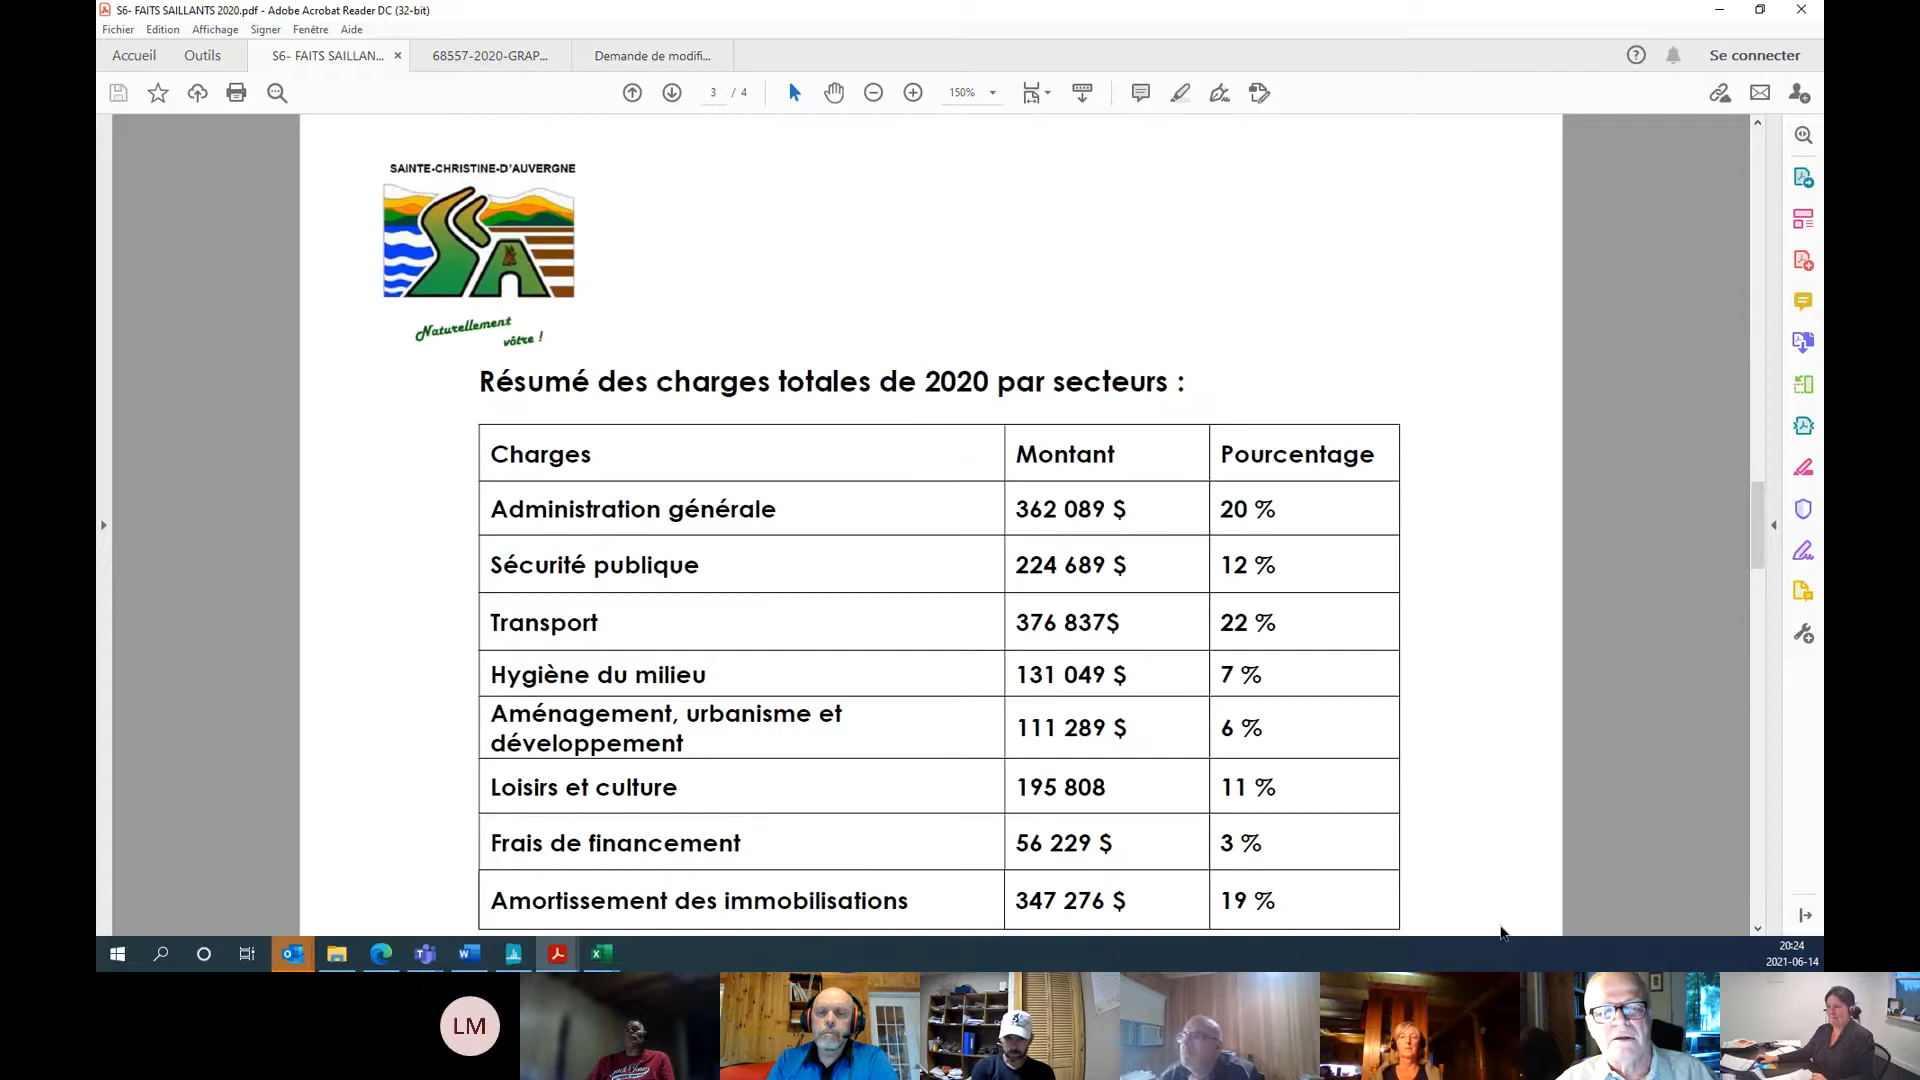 S6- FAITS SAILLANTS 2020.pdf - Adobe Acrobat Reader DC (32-bit)
Fichier Edition Affichage Signer Fenêtre Aide
Accueil Outils S6- FAITS SAILLAN... × 68557-2020-GRAP... Demande de modifi... Se connecter
3 / 4 150%
SAINTE-CHRISTINE-D'AUVERGNE
Naturellement
vôtre !
Résumé des charges totales de 2020 par secteurs :
Charges Montant Pourcentage
Administration générale 362 089 $ 20 %
Sécurité publique 224 689 $ 12 %
Transport 376 837$ 22 %
Hygiène du milieu 131 049 $ 7 %
Aménagement, urbanisme et
développement 111 289 $ 6 %
Loisirs et culture 195 808 11 %
Frais de financement 56 229 $ 3 %
Amortissement des immobilisations 347 276 $ 19 %
20:24
2021-06-14
LM